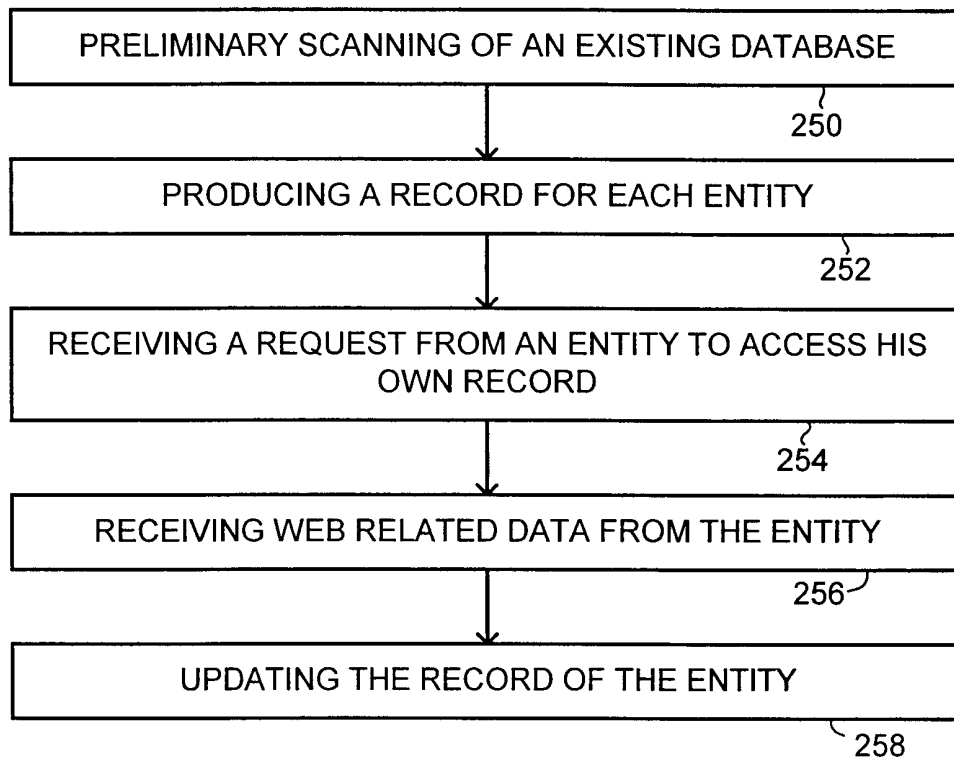 PRELIMINARY SCANNING OF AN EXISTING DATABASE
250
PRODUCING A RECORD FOR EACH ENTITY
252
RECEIVING A REQUEST FROM AN ENTITY TO ACCESS HIS
OWN RECORD
254
RECEIVING WEB RELATED DATA FROM THE ENTITY
256
UPDATING THE RECORD OF THE ENTITY
258